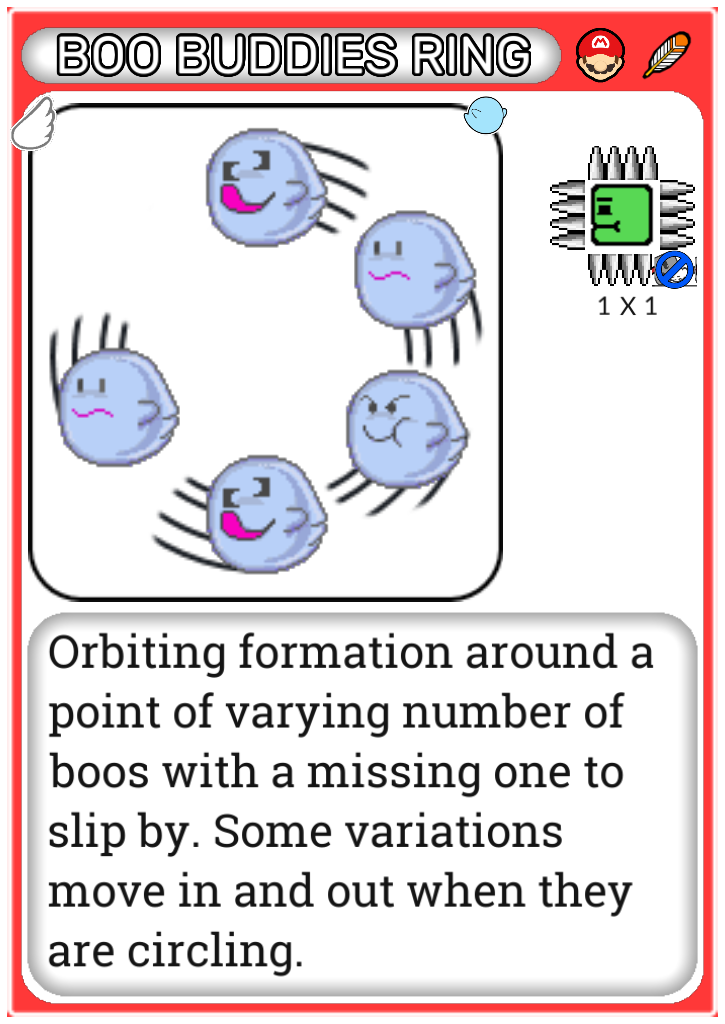 BOO BUDDIES RING
M
1 X 1
Orbiting formation around a
point of varying number of
boos with a missing one to
slip by. Some variations
move in and out when they
are circling.